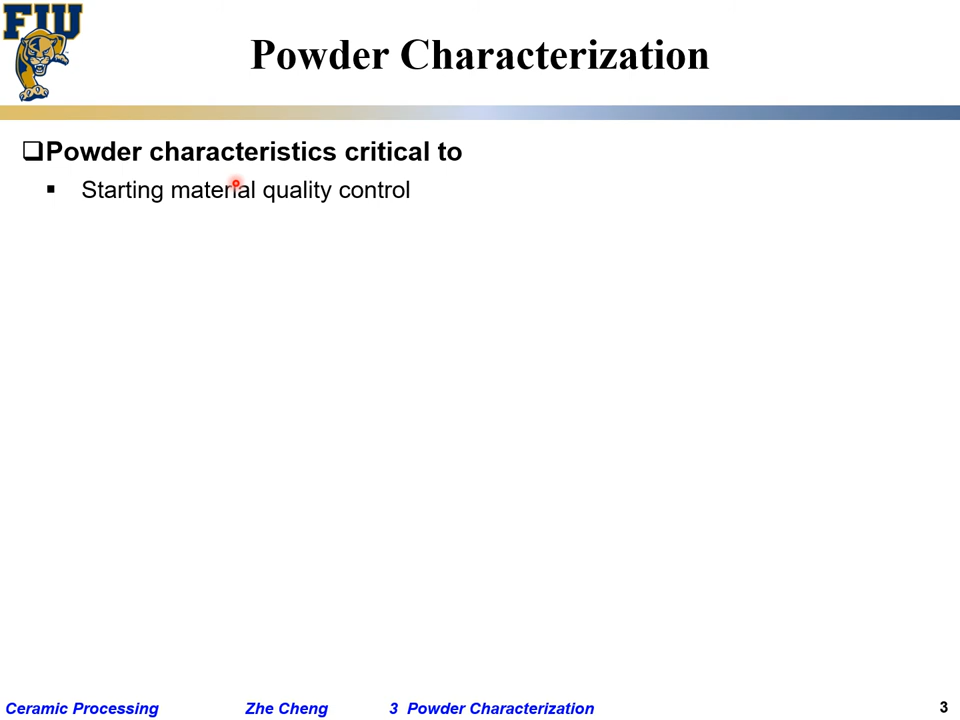 FIU
Powder Characterization
Powder characteristics critical to
Starting material quality control
Ceramic Processing Zhe Cheng 3 Powder Characterization 3